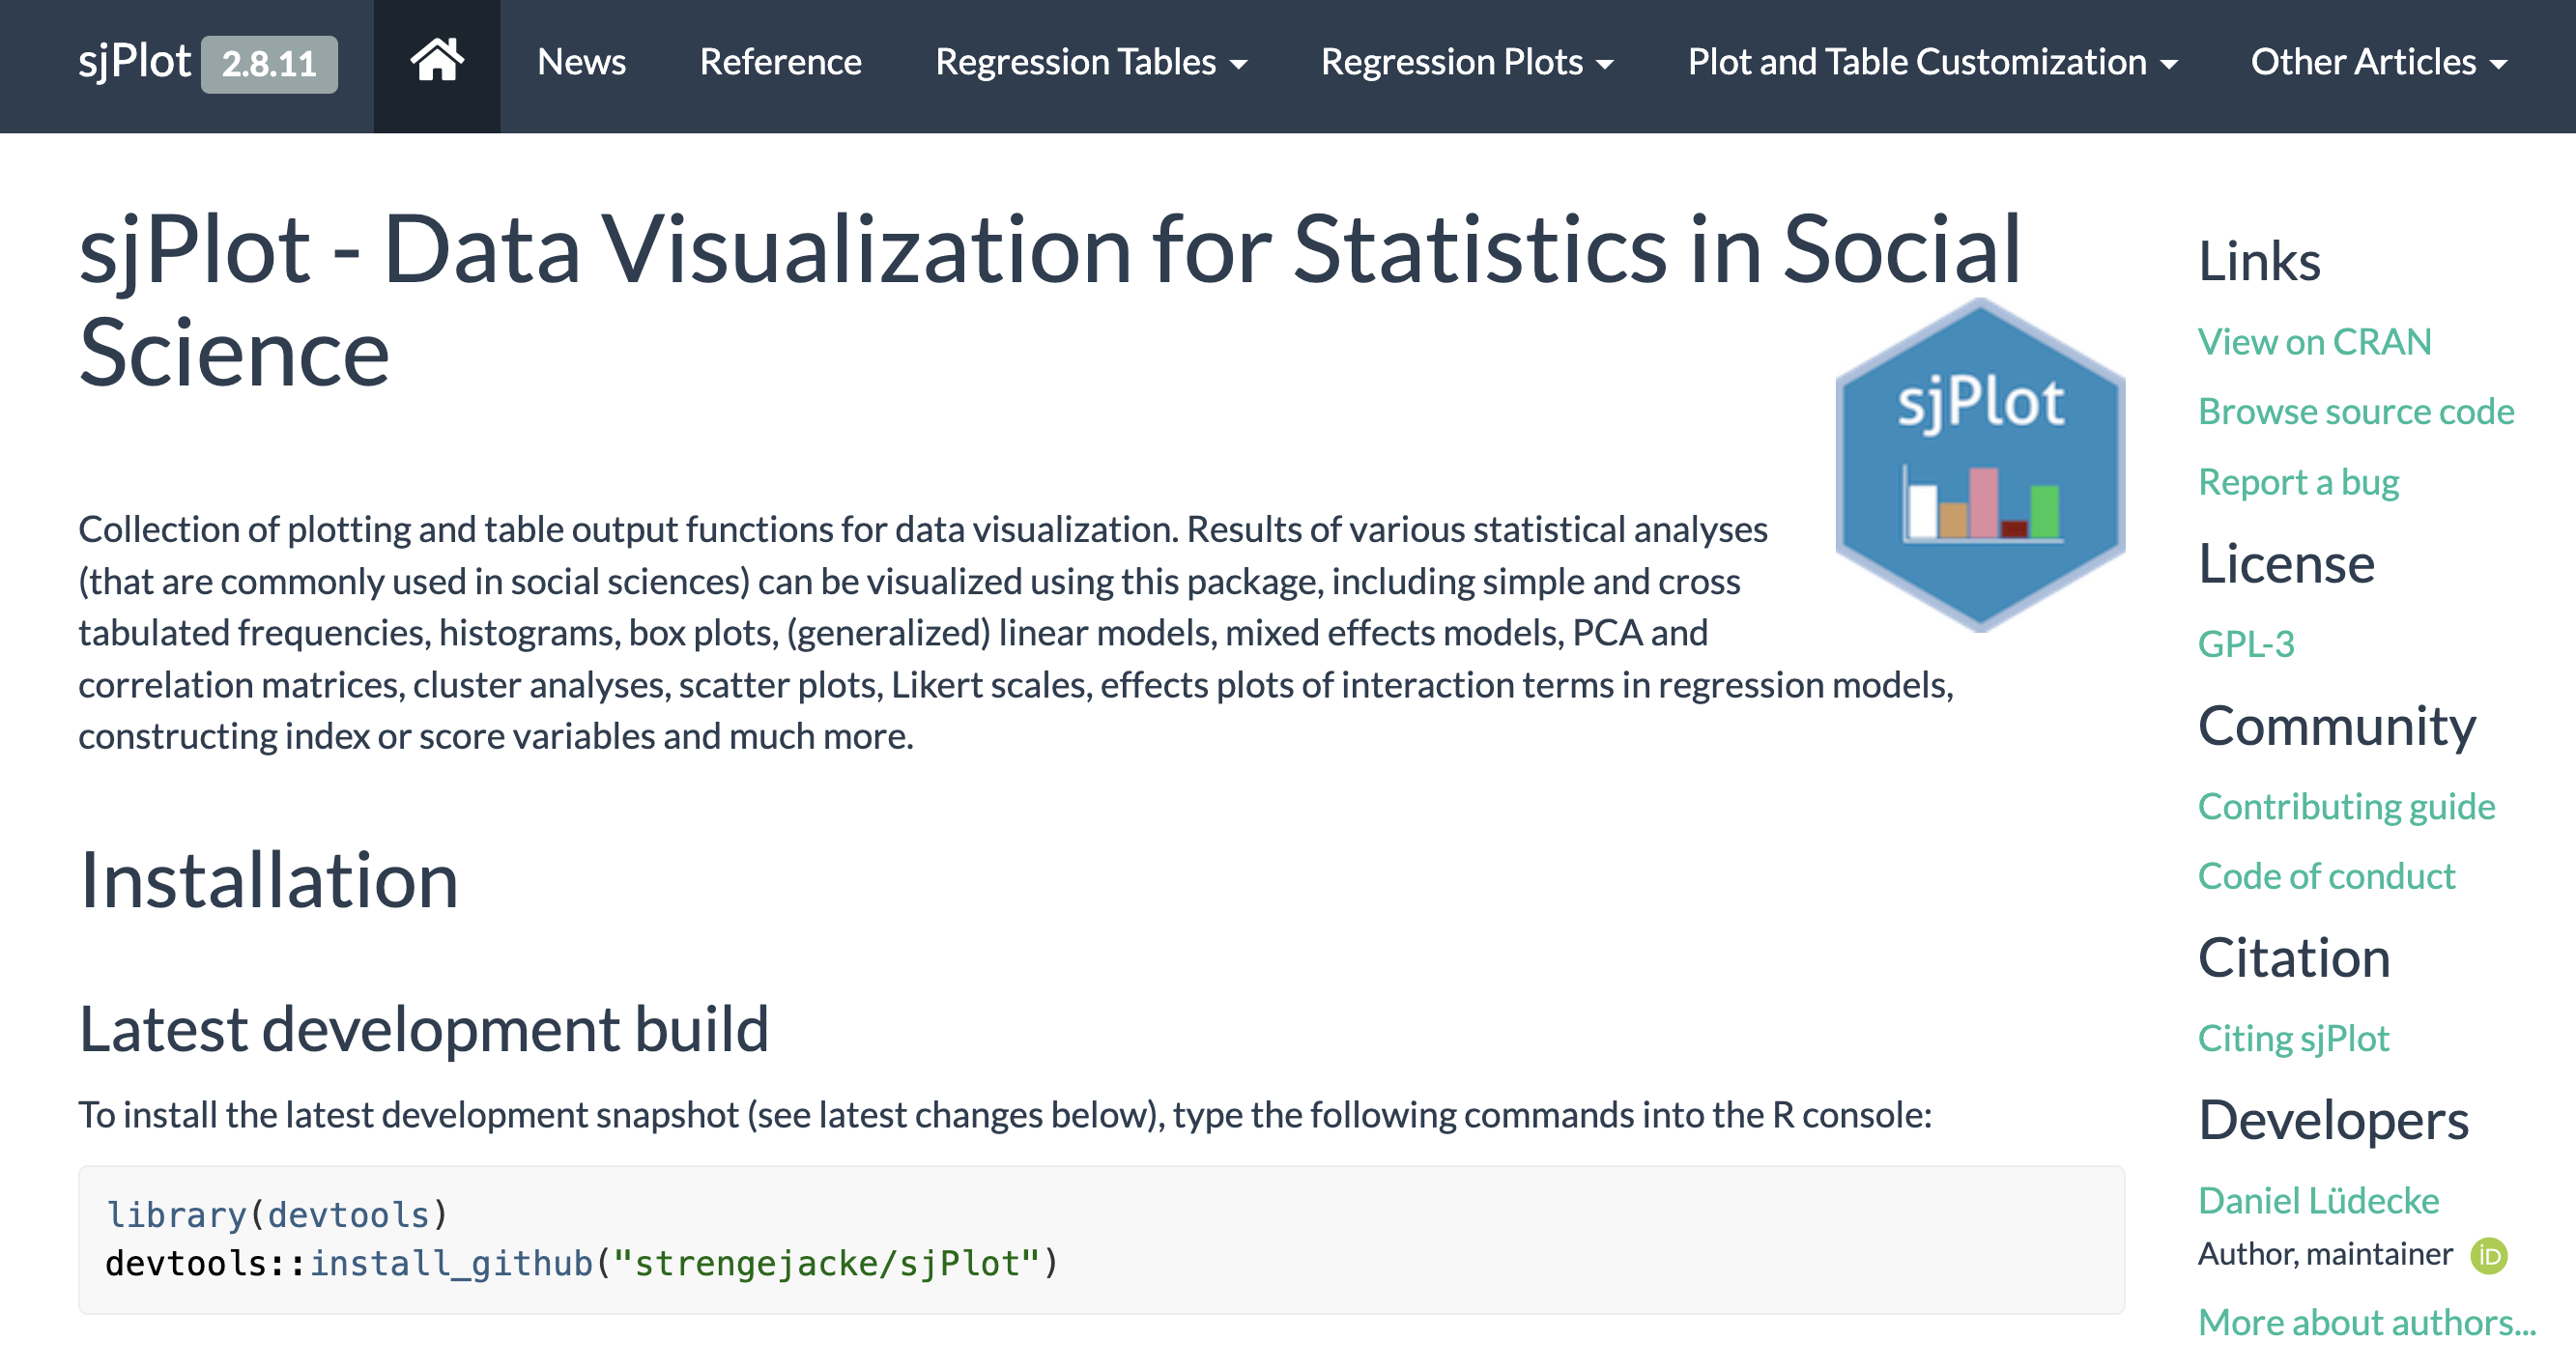 sjPlot 2.8.11 News Reference Regression Tables Regression Plots Plot and Table Customization Other Articles
sjPlot - Data Visualization for Statistics in Social
Science
sjPlot
Collection of plotting and table output functions for data visualization. Results of various statistical analyses
(that are commonly used in social sciences) can be visualized using this package, including simple and cross
tabulated frequencies, histograms, box plots, (generalized) linear models, mixed effects models, PCA and
correlation matrices, cluster analyses, scatter plots, Likert scales, effects plots of interaction terms in regression models,
constructing index or score variables and much more.
Installation
Latest development build
To install the latest development snapshot (see latest changes below), type the following commands into the R console:
library(devtools)
devtools::install_github("strengejacke/sjPlot")
Links
View on CRAN
Browse source code
Report a bug
License
GPL-3
Community
Contributing guide
Code of conduct
Citation
Citing sjPlot
Developers
Daniel Lüdecke
Author, maintainer iD
More about authors...